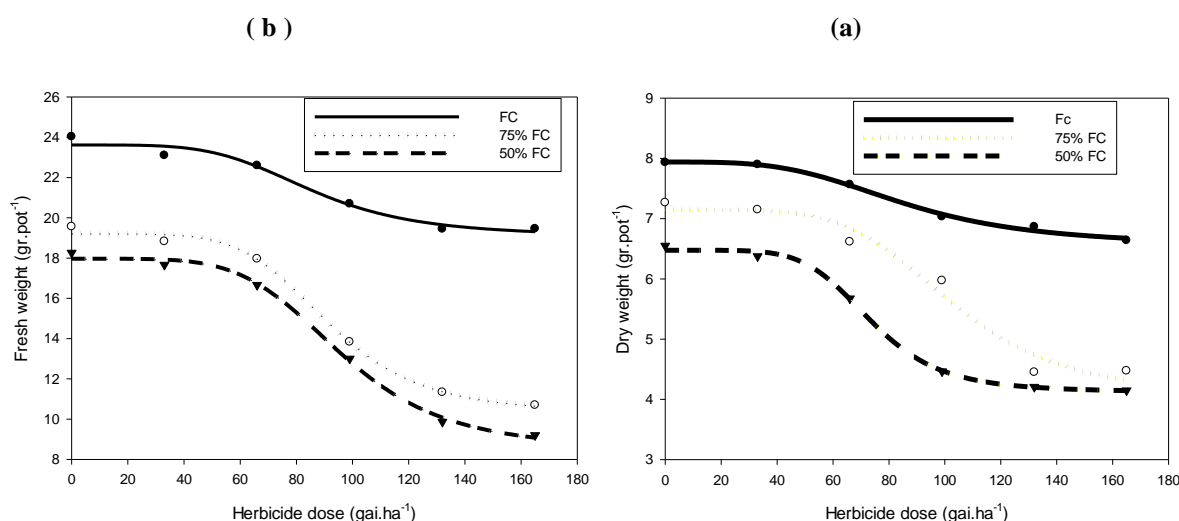 ( b )
(a)
FC
75% FC
50% FC
Fresh weight (gr.pot-1)
26
24
22
20
18
16
14
12
10
8
0 20 40 60 80 100 120 140 160 180
Herbicide dose (gai.ha-1)
Fc
75% FC
50% FC
Dry weight (gr.pot-1)
9
8
7
6
5
4
3
0 20 40 60 80 100 120 140 160 180
Herbicide dose (gai.ha-1)